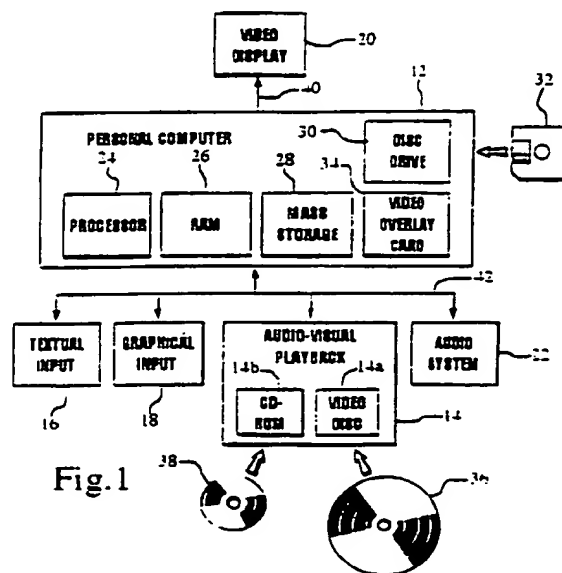 VIDEO DISPLAY
20
40
12
32
PERSONAL COMPUTER
30
DISC DRIVE
24
26
28
34
PROCESSOR
RAM
MASS STORAGE
VIDEO OVERLAY CARD
42
TEXTUAL INPUT
GRAPHICAL INPUT
AUDIO-VISUAL PLAYBACK
AUDIO SYSTEM
22
14b
14a
CD-ROM
VIDEO DISC
16
18
14
38
36
Fig.1